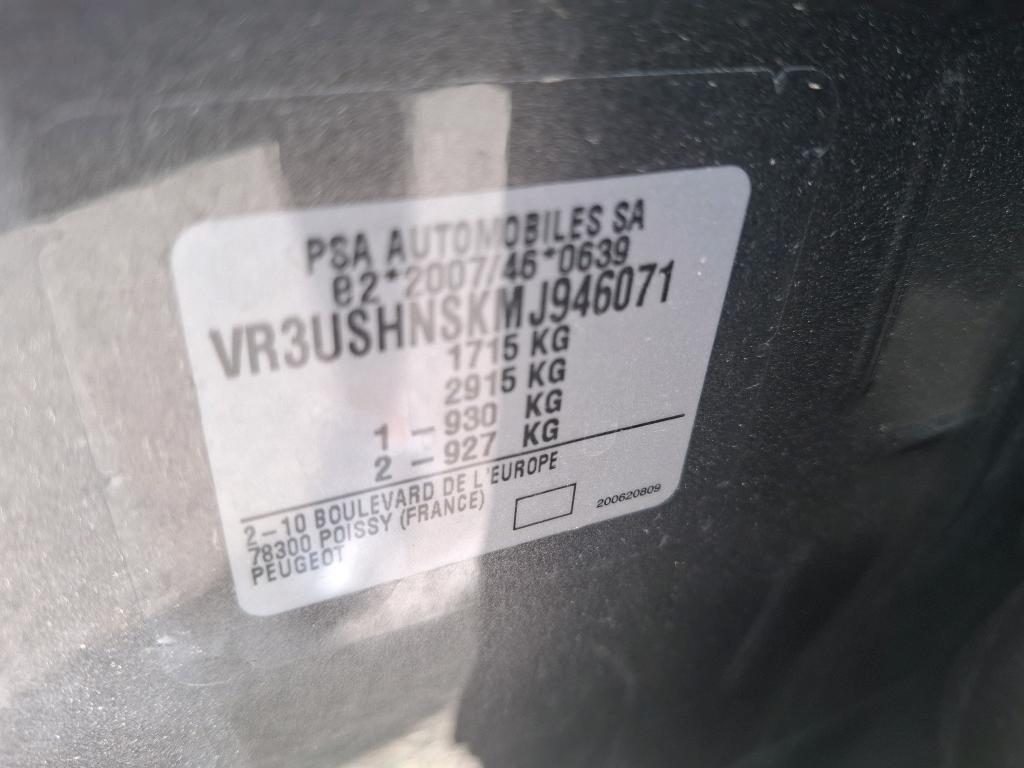 PSA AUTOMOBILES SA
e2*2007/46*0639
VR3USHNSKMJ946071
1715 KG
2915 KG
1 – 930 KG
2 – 927 KG
2–10 BOULEVARD DE L'EUROPE
78300 POISSY (FRANCE)
PEUGEOT
200620809